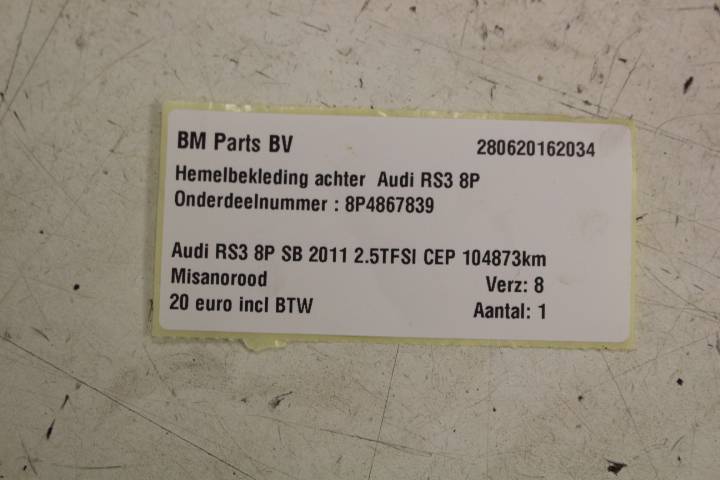 BM Parts BV 280620162034
Hemelbekleding achter Audi RS3 8P
Onderdeelnummer : 8P4867839
Audi RS3 8P SB 2011 2.5TFSI CEP 104873km
Misanorood Verz: 8
20 euro incl BTW Aantal: 1